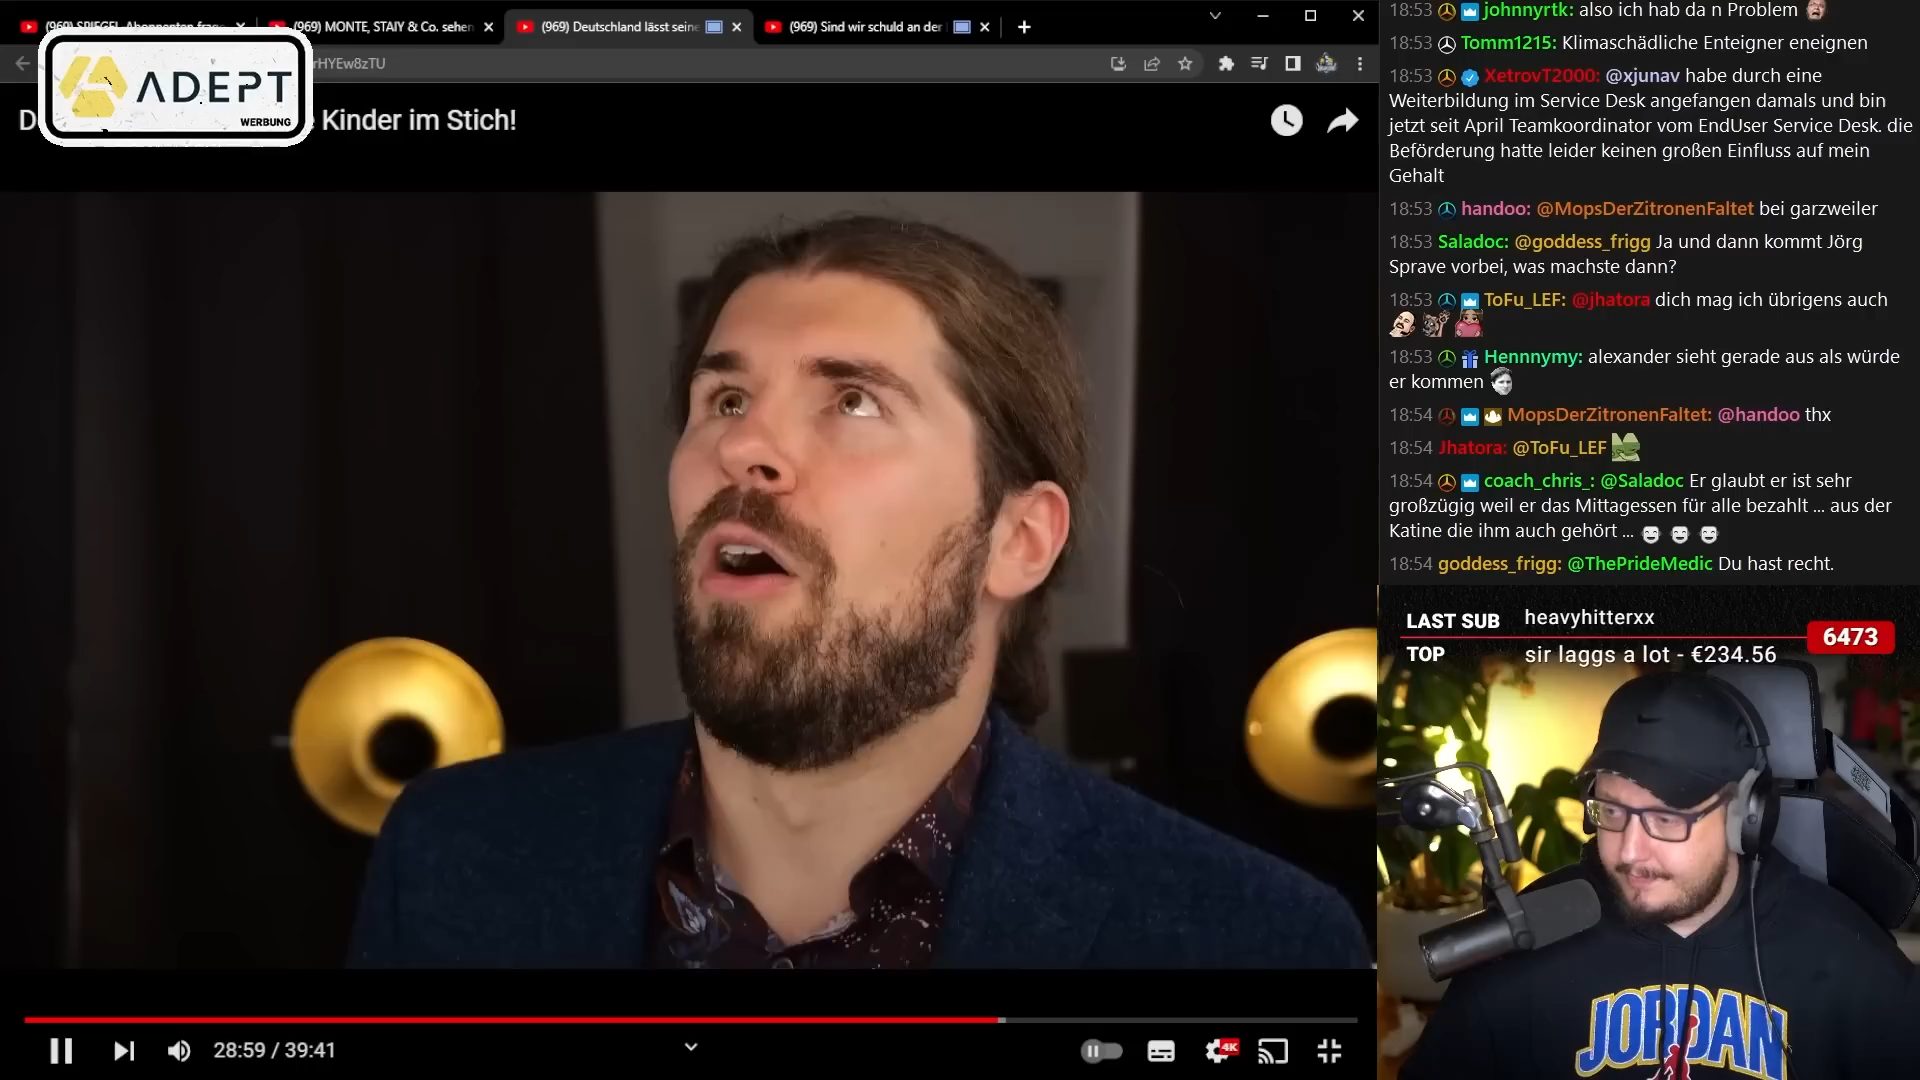 (969) SPIEGEL-Abonnenten
(969) MONTE, STAIY & Co. sehen
(969) Deutschland lässt seine
(969) Sind wir schuld an der
rHYEw8zTU
ADEPT
WERBUNG
Kinder im Stich!
28:59 / 39:41
4K
18:53 johnnyrtk: also ich hab da n Problem
18:53 Tomm1215: Klimaschädliche Enteigner eneignen
18:53 XetrovT2000: @xjunav habe durch eine
Weiterbildung im Service Desk angefangen damals und bin
jetzt seit April Teamkoordinator vom EndUser Service Desk. die
Beförderung hatte leider keinen großen Einfluss auf mein
Gehalt
18:53 handoo: @MopsDerZitronenFaltet bei garzweiler
18:53 Saladoc: @goddess_frigg Ja und dann kommt Jörg
Sprave vorbei, was machste dann?
18:53 ToFu_LEF: @jhatora dich mag ich übrigens auch
18:53 Hennnymy: alexander sieht gerade aus als würde
er kommen
18:54 MopsDerZitronenFaltet: @handoo thx
18:54 Jhatora: @ToFu_LEF
18:54 coach_chris_: @Saladoc Er glaubt er ist sehr
großzügig weil er das Mittagessen für alle bezahlt ... aus der
Katine die ihm auch gehört ...
18:54 goddess_frigg: @ThePrideMedic Du hast recht.
LAST SUB heavyhitterxx
6473
TOP sir laggs a lot - €234.56
JORDAN